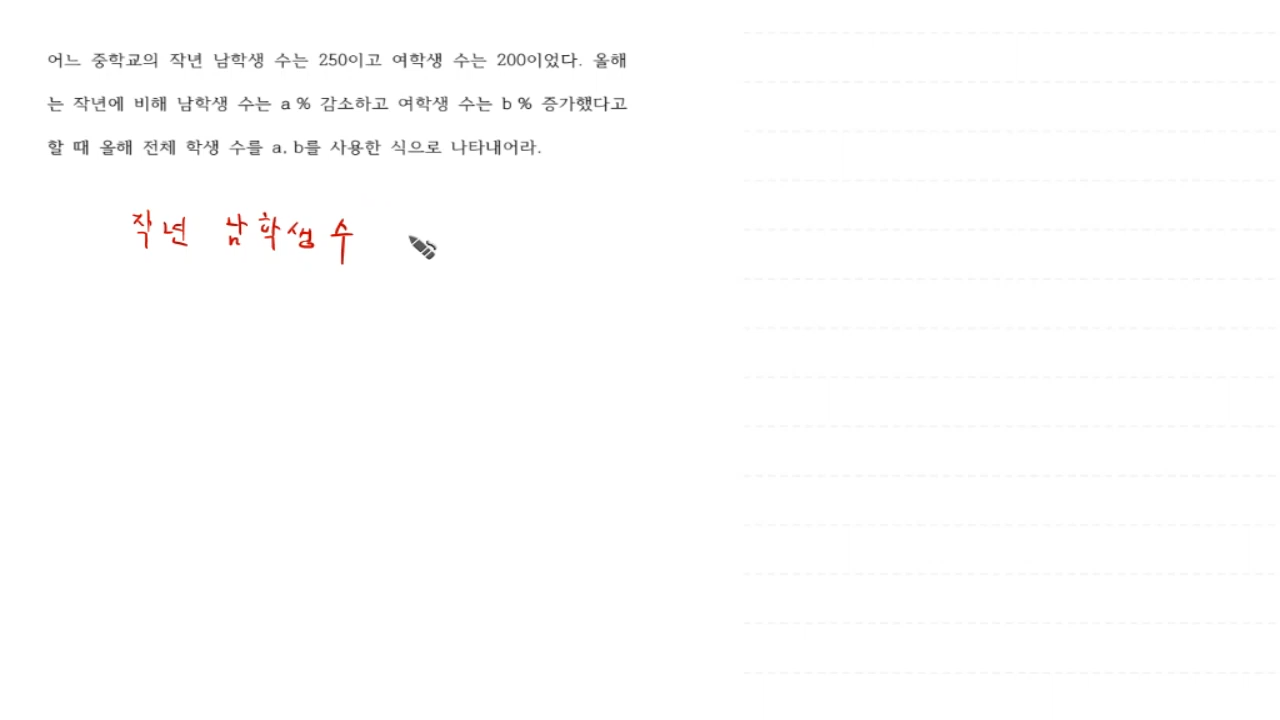 어느 중학교의 작년 남학생 수는 250이고 여학생 수는 200이었다. 올해
는 작년에 비해 남학생 수는 a % 감소하고 여학생 수는 b % 증가했다고
할 때 올해 전체 학생 수를 a, b를 사용한 식으로 나타내어라.
작년 남학생 수